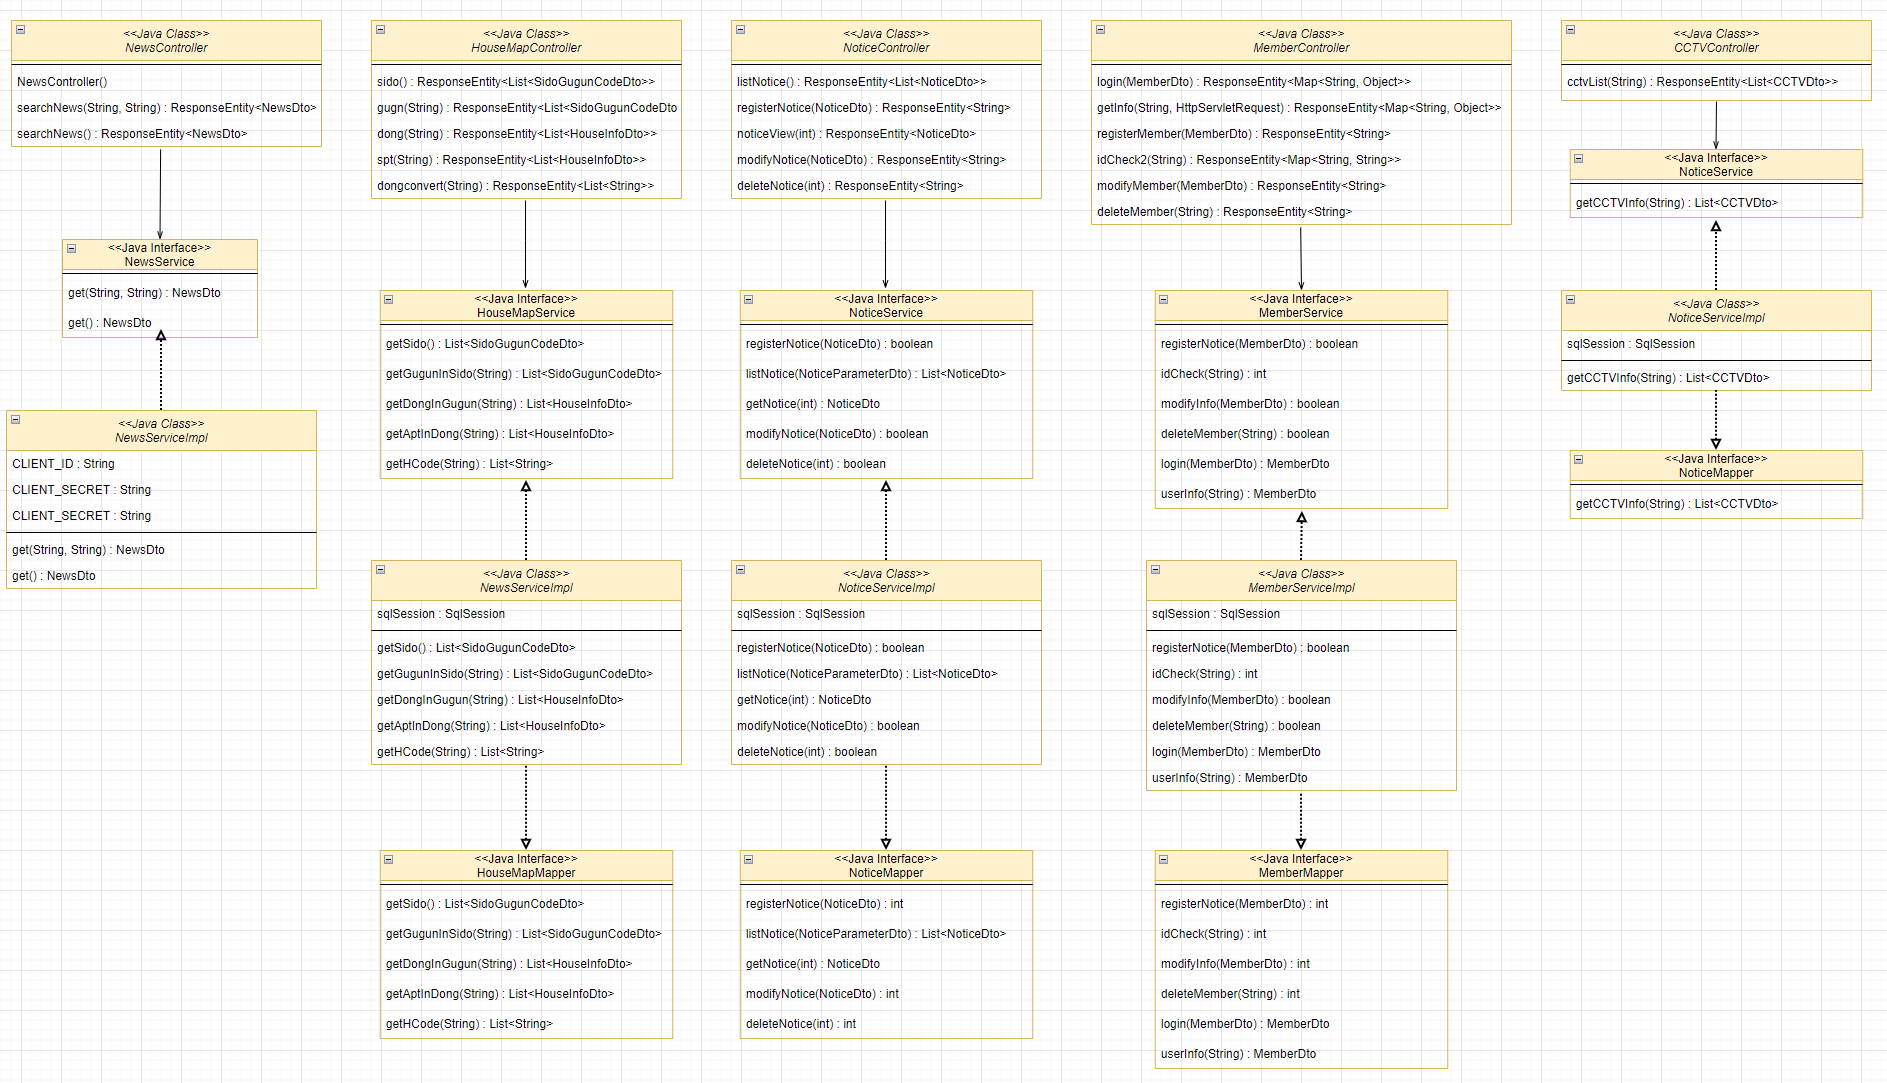 <<Java Class>>
NewsController
NewsController()
searchNews(String, String) : ResponseEntity<NewsDto>
searchNews() : ResponseEntity<NewsDto>
<<Java Interface>>
NewsService
get(String, String) : NewsDto
get() : NewsDto
<<Java Class>>
NewsServiceImpl
CLIENT_ID : String
CLIENT_SECRET : String
CLIENT_SECRET : String
get(String, String) : NewsDto
get() : NewsDto
<<Java Class>>
HouseMapController
sido() : ResponseEntity<List<SidoGugunCodeDto>>
gugn(String) : ResponseEntity<List<SidoGugunCodeDto
dong(String) : ResponseEntity<List<HouseInfoDto>>
spt(String) : ResponseEntity<List<HouseInfoDto>>
dongconvert(String) : ResponseEntity<List<String>>
<<Java Interface>>
HouseMapService
getSido() : List<SidoGugunCodeDto>
getGugunInSido(String) : List<SidoGugunCodeDto>
getDongInGugun(String) : List<HouseInfoDto>
getAptInDong(String) : List<HouseInfoDto>
getHCode(String) : List<String>
<<Java Class>>
NewsServiceImpl
sqlSession : SqlSession
getSido() : List<SidoGugunCodeDto>
getGugunInSido(String) : List<SidoGugunCodeDto>
getDongInGugun(String) : List<HouseInfoDto>
getAptInDong(String) : List<HouseInfoDto>
getHCode(String) : List<String>
<<Java Interface>>
HouseMapMapper
getSido() : List<SidoGugunCodeDto>
getGugunInSido(String) : List<SidoGugunCodeDto>
getDongInGugun(String) : List<HouseInfoDto>
getAptInDong(String) : List<HouseInfoDto>
getHCode(String) : List<String>
<<Java Class>>
NoticeController
listNotice() : ResponseEntity<List<NoticeDto>>
registerNotice(NoticeDto) : ResponseEntity<String>
noticeView(int) : ResponseEntity<NoticeDto>
modifyNotice(NoticeDto) : ResponseEntity<String>
deleteNotice(int) : ResponseEntity<String>
<<Java Interface>>
NoticeService
registerNotice(NoticeDto) : boolean
listNotice(NoticeParameterDto) : List<NoticeDto>
getNotice(int) : NoticeDto
modifyNotice(NoticeDto) : boolean
deleteNotice(int) : boolean
<<Java Class>>
NoticeServiceImpl
sqlSession : SqlSession
registerNotice(NoticeDto) : boolean
listNotice(NoticeParameterDto) : List<NoticeDto>
getNotice(int) : NoticeDto
modifyNotice(NoticeDto) : boolean
deleteNotice(int) : boolean
<<Java Interface>>
NoticeMapper
registerNotice(NoticeDto) : int
listNotice(NoticeParameterDto) : List<NoticeDto>
getNotice(int) : NoticeDto
modifyNotice(NoticeDto) : int
deleteNotice(int) : int
<<Java Class>>
MemberController
login(MemberDto) : ResponseEntity<Map<String, Object>>
getInfo(String, HttpServletRequest) : ResponseEntity<Map<String, Object>>
registerMember(MemberDto) : ResponseEntity<String>
idCheck2(String) : ResponseEntity<Map<String, String>>
modifyMember(MemberDto) : ResponseEntity<String>
deleteMember(String) : ResponseEntity<String>
<<Java Interface>>
MemberService
registerNotice(MemberDto) : boolean
idCheck(String) : int
modifyInfo(MemberDto) : boolean
deleteMember(String) : boolean
login(MemberDto) : MemberDto
userInfo(String) : MemberDto
<<Java Class>>
MemberServiceImpl
sqlSession : SqlSession
registerNotice(MemberDto) : boolean
idCheck(String) : int
modifyInfo(MemberDto) : boolean
deleteMember(String) : boolean
login(MemberDto) : MemberDto
userInfo(String) : MemberDto
<<Java Interface>>
MemberMapper
registerNotice(MemberDto) : int
idCheck(String) : int
modifyInfo(MemberDto) : int
deleteMember(String) : int
login(MemberDto) : MemberDto
userInfo(String) : MemberDto
<<Java Class>>
CCTVController
cctvList(String) : ResponseEntity<List<CCTVDto>>
<<Java Interface>>
NoticeService
getCCTVInfo(String) : List<CCTVDto>
<<Java Class>>
NoticeServiceImpl
sqlSession : SqlSession
getCCTVInfo(String) : List<CCTVDto>
<<Java Interface>>
NoticeMapper
getCCTVInfo(String) : List<CCTVDto>